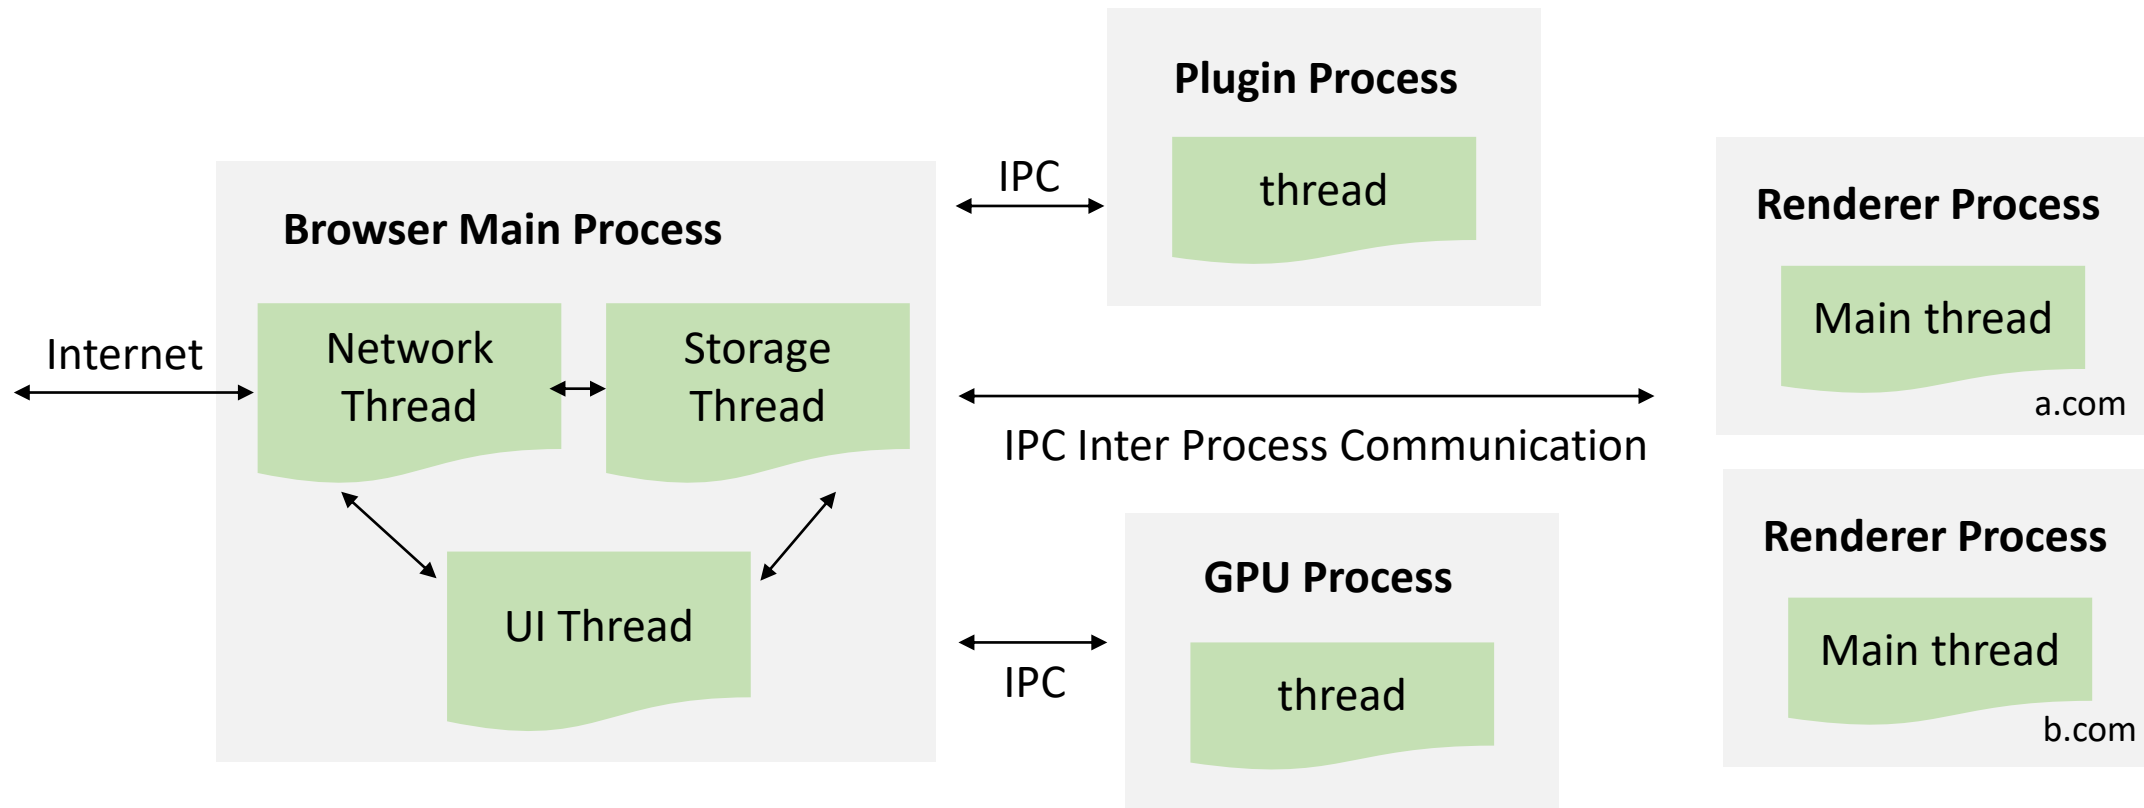 Internet
Browser Main Process
Network
Thread
Storage
Thread
UI Thread
IPC
Plugin Process
thread
IPC Inter Process Communication
IPC
GPU Process
thread
Renderer Process
Main thread
a.com
Renderer Process
Main thread
b.com